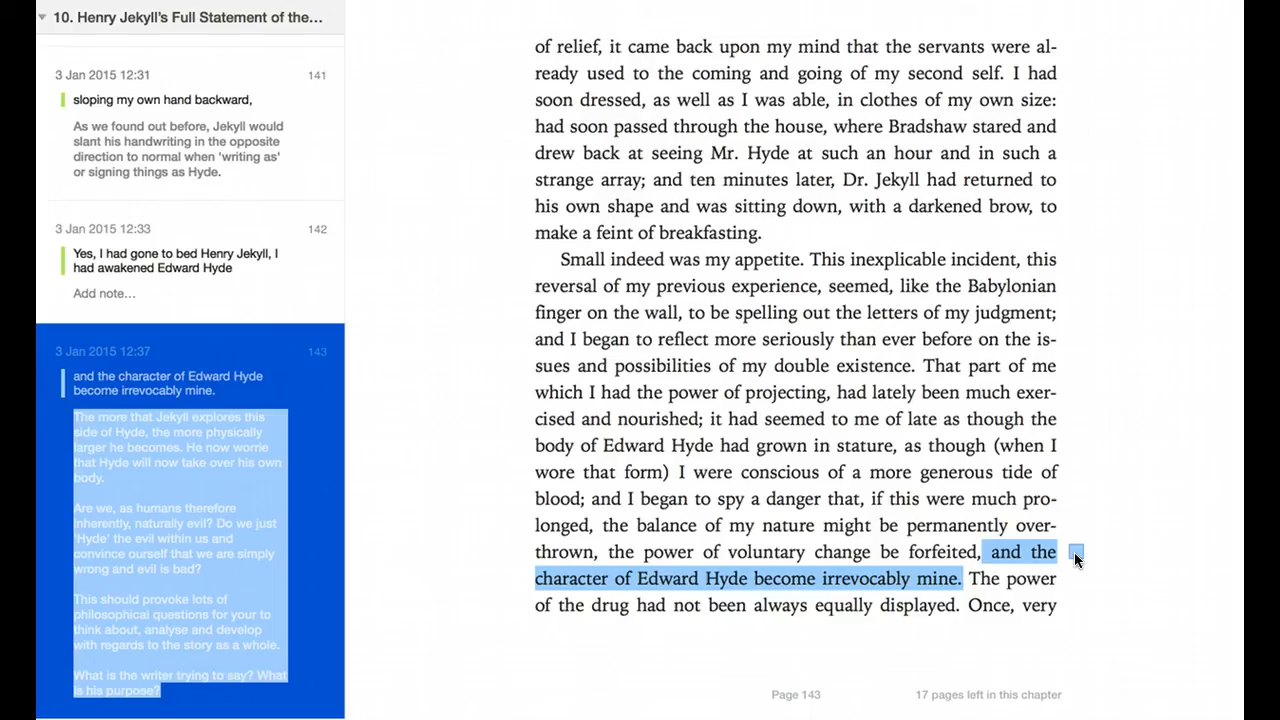 10. Henry Jekyll's Full Statement of the...
3 Jan 2015 12:31 141
sloping my own hand backward,
As we found out before, Jekyll would
slant his handwriting in the opposite
direction to normal when 'writing as'
or signing things as Hyde.
3 Jan 2015 12:33 142
Yes, I had gone to bed Henry Jekyll, I
had awakened Edward Hyde
Add note...
3 Jan 2015 12:37 143
and the character of Edward Hyde
become irrevocably mine.
The more that Jekyll explores this
side of Hyde, the more physically
larger he becomes. He now worrie
that Hyde will now take over his own
body.
Are we, as humans therefore
inherently, naturally evil? Do we just
'Hyde' the evil within us and
convince ourself that we are simply
wrong and evil is bad?
This should provoke lots of
philosophical questions for your to
think about, analyse and develop
with regards to the story as a whole.
What is the writer trying to say? What
is his purpose?
of relief, it came back upon my mind that the servants were al-
ready used to the coming and going of my second self. I had
soon dressed, as well as I was able, in clothes of my own size:
had soon passed through the house, where Bradshaw stared and
drew back at seeing Mr. Hyde at such an hour and in such a
strange array; and ten minutes later, Dr. Jekyll had returned to
his own shape and was sitting down, with a darkened brow, to
make a feint of breakfasting.
Small indeed was my appetite. This inexplicable incident, this
reversal of my previous experience, seemed, like the Babylonian
finger on the wall, to be spelling out the letters of my judgment;
and I began to reflect more seriously than ever before on the is-
sues and possibilities of my double existence. That part of me
which I had the power of projecting, had lately been much exer-
cised and nourished; it had seemed to me of late as though the
body of Edward Hyde had grown in stature, as though (when I
wore that form) I were conscious of a more generous tide of
blood; and I began to spy a danger that, if this were much pro-
longed, the balance of my nature might be permanently over-
thrown, the power of voluntary change be forfeited, and the
character of Edward Hyde become irrevocably mine. The power
of the drug had not been always equally displayed. Once, very
Page 143 17 pages left in this chapter